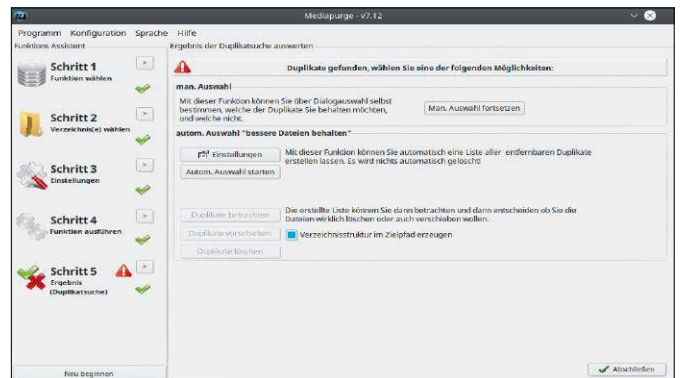 Mediapurge - v7.12
Programm Konfiguration Sprache Hilfe
Funktions Assistent
Schritt 1
Funktion wählen
Schritt 2
Verzeichnis(e) wählen
Schritt 3
Einstellungen
Schritt 4
Funktion ausführen
Schritt 5
Ergebnis
(Duplikatsuche)
Neu beginnen
Ergebnis der Duplikatsuche auswerten
Duplikate gefunden, wählen Sie eine der folgenden Möglichkeiten:
man. Auswahl
Mit dieser Funktion können Sie über Dialogauswahl selbst
bestimmen, welche der Duplikate Sie behalten möchten,
und welche nicht.
Man. Auswahl fortsetzen
autom. Auswahl "bessere Dateien behalten"
Einstellungen
Autom. Auswahl starten
Mit dieser Funktion können Sie automatisch eine Liste aller entfernbaren Duplikate
erstellen lassen. Es wird nichts automatisch gelöscht!
Duplikate betrachten
Duplikate verschieben
Duplikate löschen
Die erstellte Liste können Sie dann betrachten und dann entscheiden ob Sie die
Dateien wirklich löschen oder auch verschieben wollen.
Verzeichnisstruktur im Zielpfad erzeugen
Abschließen